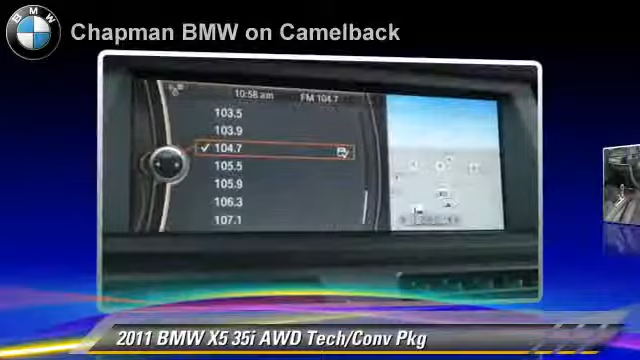 BMW
Chapman BMW on Camelback
10:58 am
FM 104.7
103.5
103.9
104.7
105.5
105.9
106.3
107.1
2011 BMW X5 35i AWD Tech/Conv Pkg